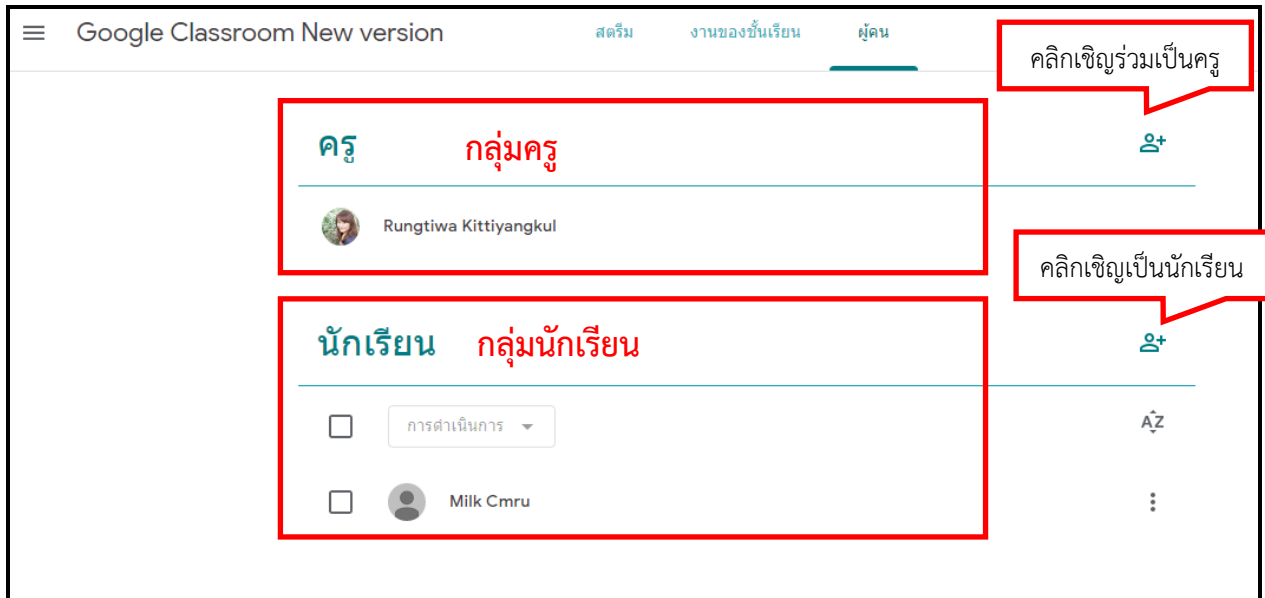 Google Classroom New version
สตรีม งานของชั้นเรียน ผู้คน
คลิกเชิญร่วมเป็นครู
ครู กลุ่มครู
Rungtiwa Kittiyangkul
คลิกเชิญเป็นนักเรียน
นักเรียน กลุ่มนักเรียน
การดำเนินการ
AZ
Milk Cmru